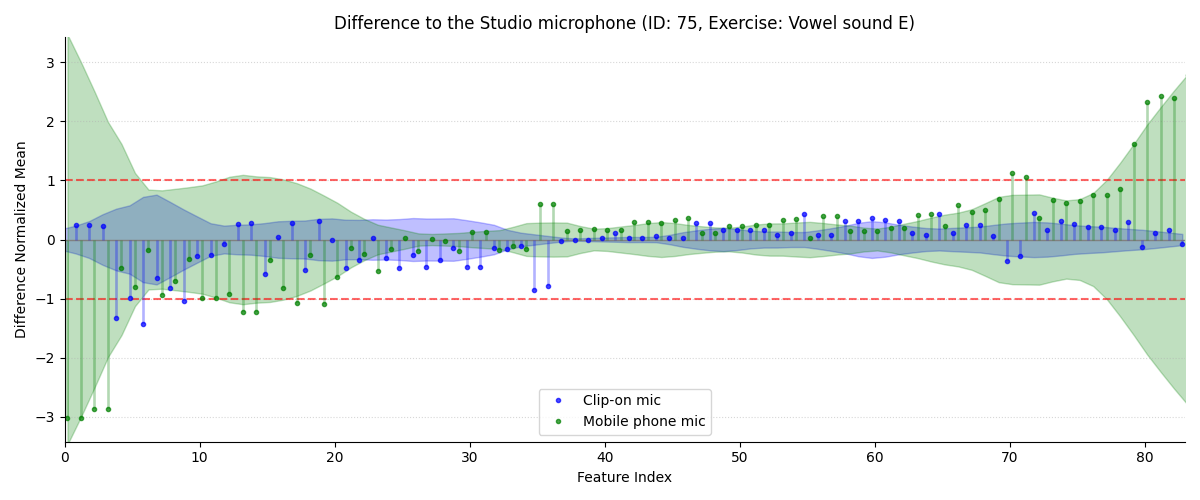 Difference to the Studio microphone (ID: 75, Exercise: Vowel sound E)
Difference Normalized Mean
3
2
1
0
−1
−2
−3
Clip-on mic
Mobile phone mic
0 10 20 30 40 50 60 70 80
Feature Index